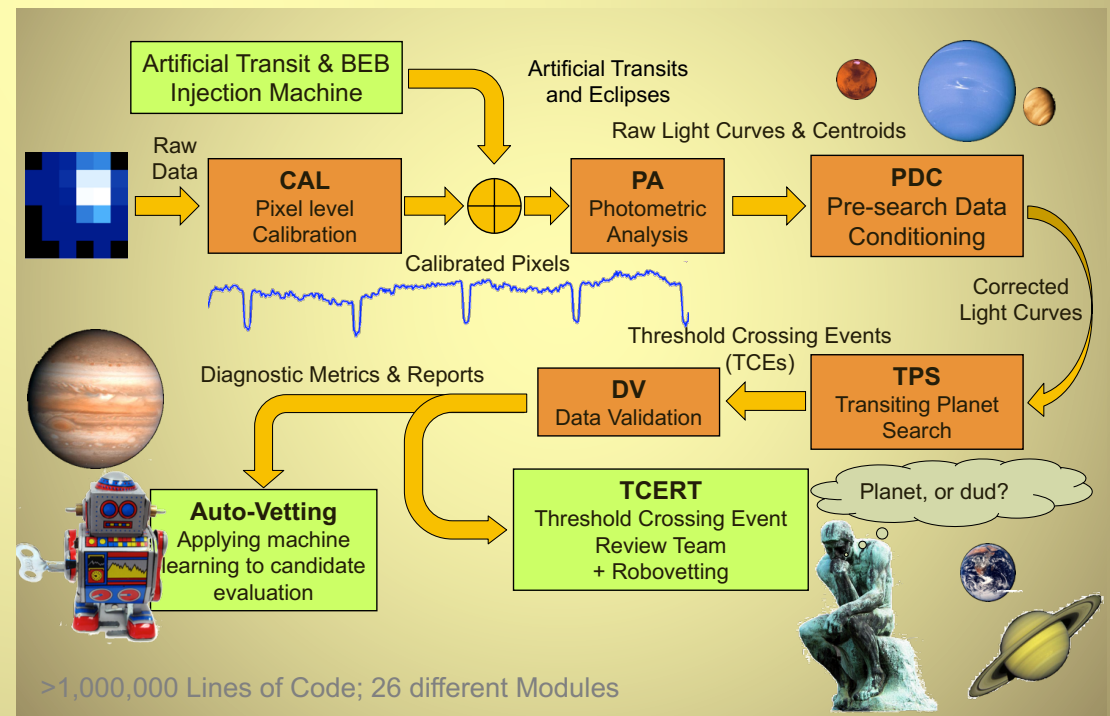 Artificial Transit & BEB
Injection Machine
Artificial Transits
and Eclipses
Raw Light Curves & Centroids
Raw
Data
CAL
Pixel level
Calibration
PA
Photometric
Analysis
PDC
Pre-search Data
Conditioning
Calibrated Pixels
Corrected
Light Curves
Threshold Crossing Events
(TCEs)
Diagnostic Metrics & Reports
DV
Data Validation
TPS
Transiting Planet
Search
Auto-Vetting
Applying machine
learning to candidate
evaluation
TCERT
Threshold Crossing Event
Review Team
+ Robovetting
Planet, or dud?
>1,000,000 Lines of Code; 26 different Modules